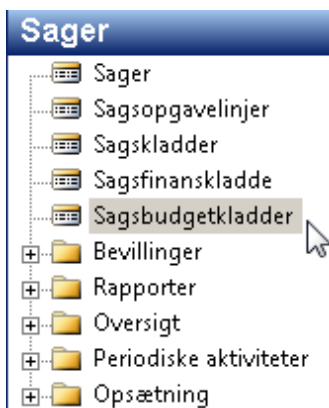 Sager
Sager
Sagsopgavelinjer
Sagskladder
Sagsfinanskladde
Sagsbudgetkladder
Bevillinger
Rapporter
Oversigt
Periodiske aktiviteter
Opsætning